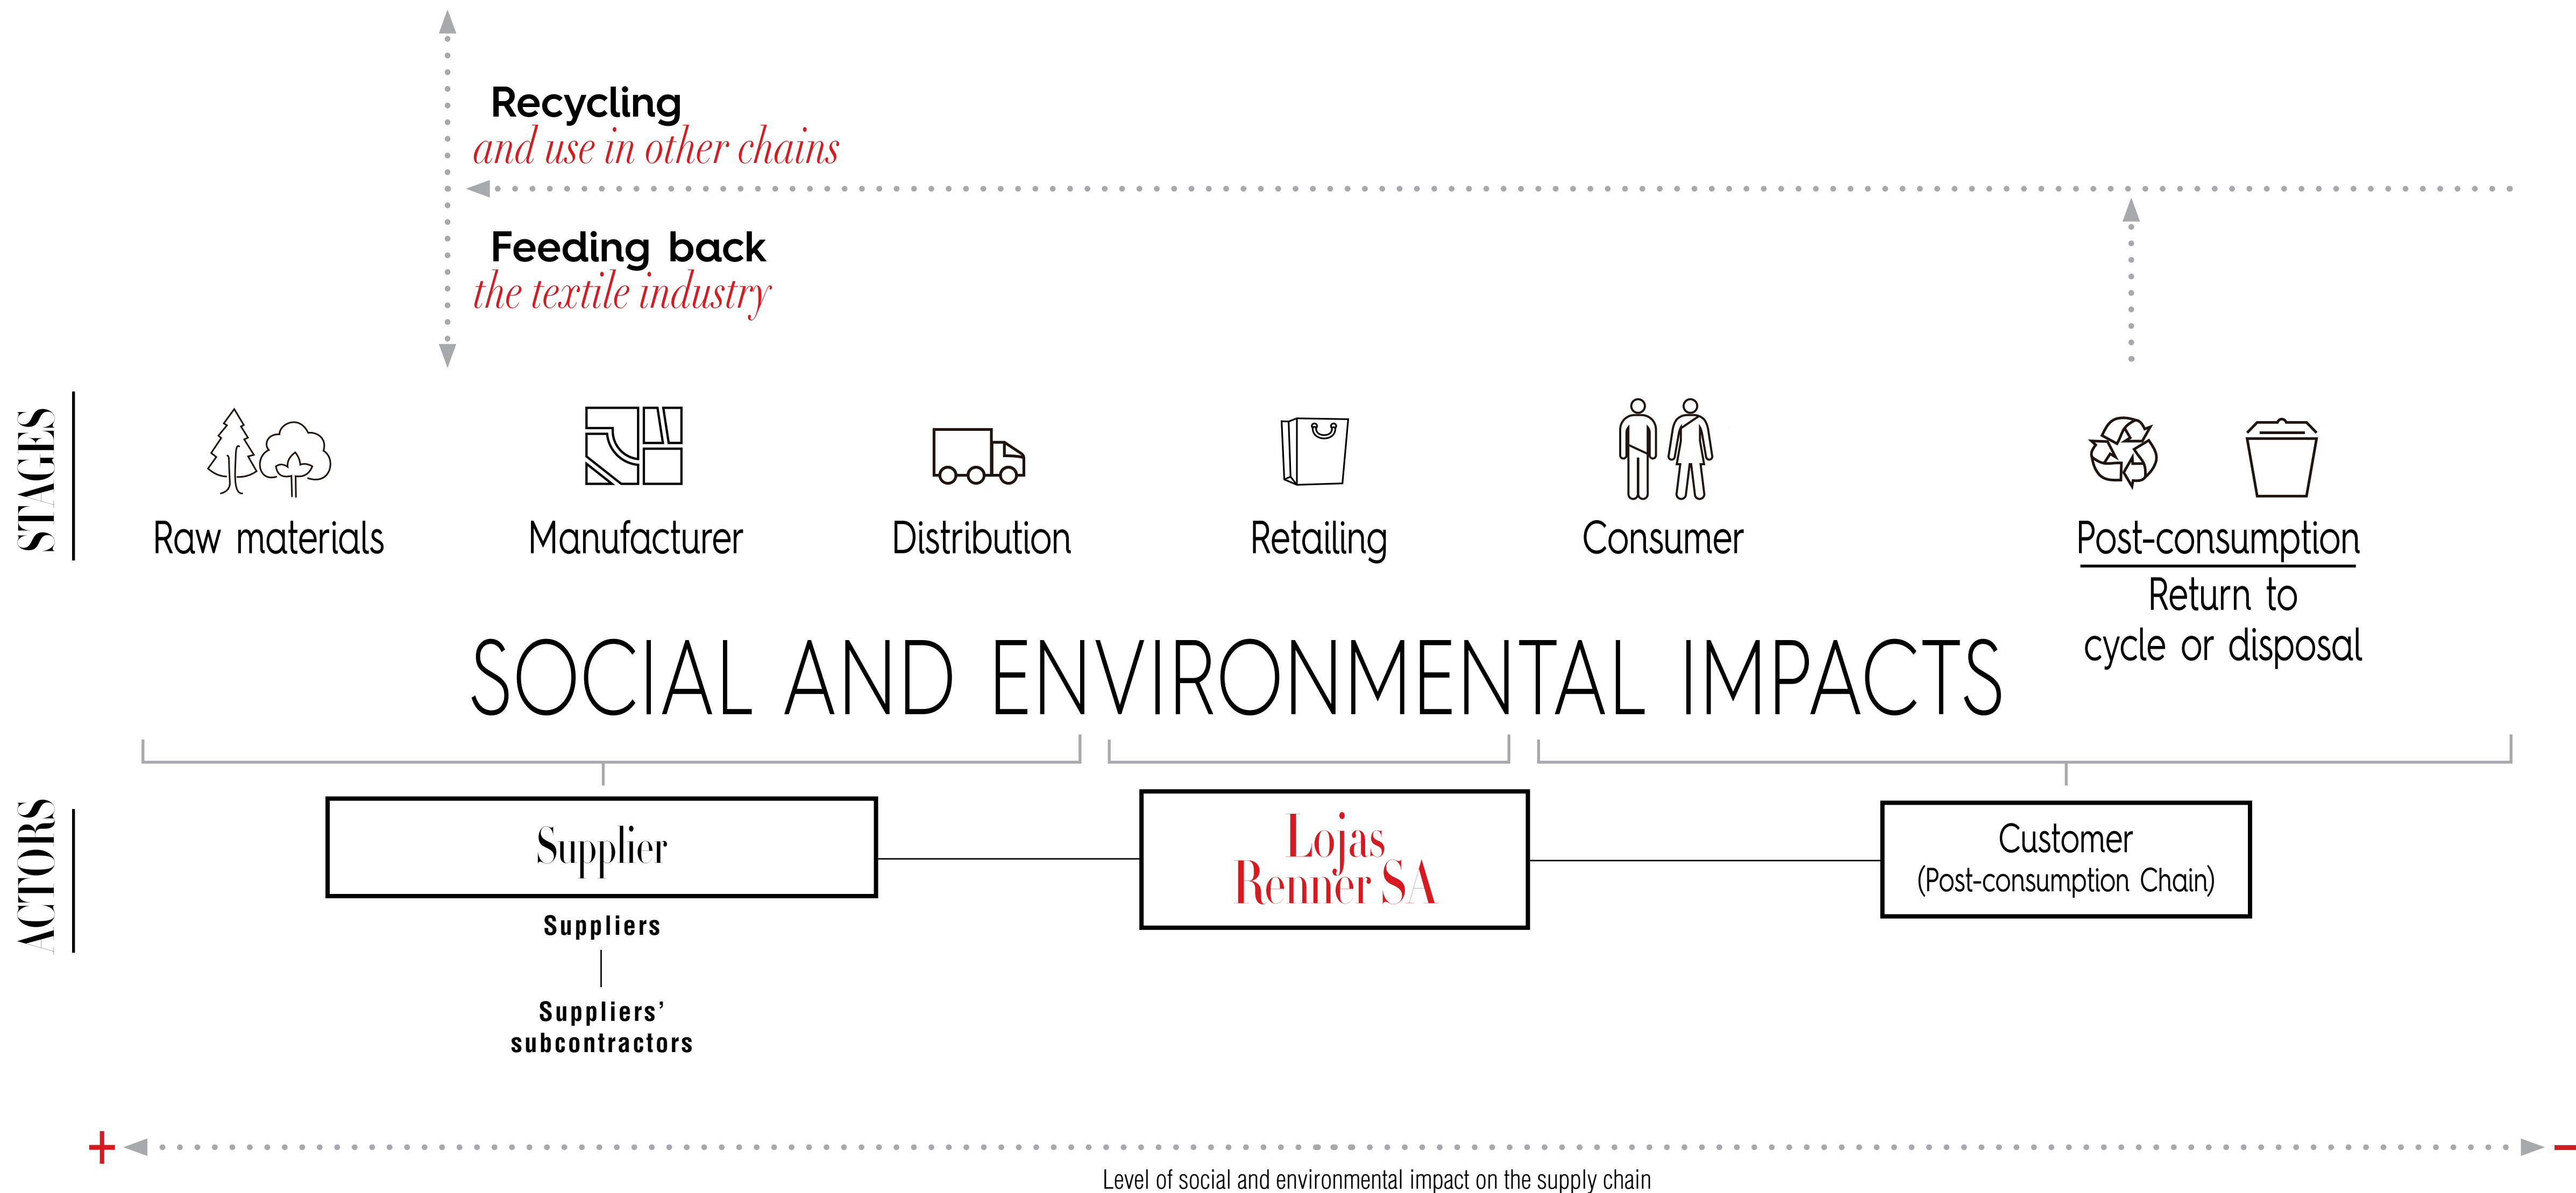 Recycling
and use in other chains
Feeding back
the textile industry
STAGES
Raw materials
Manufacturer
Distribution
Retailing
Consumer
Post-consumption
Return to
cycle or disposal
SOCIAL AND ENVIRONMENTAL IMPACTS
ACTORS
Supplier
Lojas
Renner SA
Customer
(Post-consumption Chain)
Suppliers
Suppliers’
subcontractors
+
–
Level of social and environmental impact on the supply chain